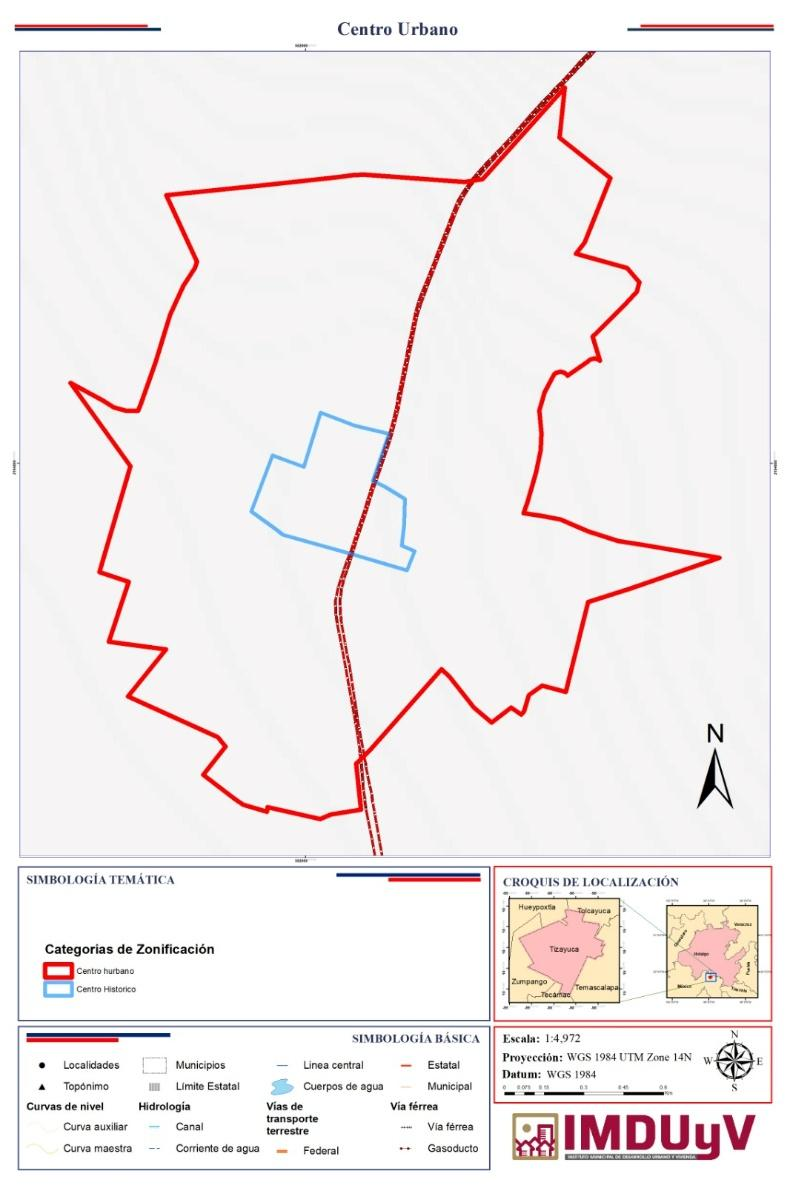 Centro Urbano
N
SIMBOLOGÍA TEMÁTICA
Categorias de Zonificación
Centro hurbano
Centro Historico
CROQUIS DE LOCALIZACIÓN
Hueypoxtla
Tolcayuca
Tizayuca
Zumpango
Temascalapa
Tecámac
Veracruz
Hidalgo
Puebla
México
Tlaxcala
SIMBOLOGÍA BÁSICA
Localidades
Municipios
Linea central
Estatal
Topónimo
Límite Estatal
Cuerpos de agua
Municipal
Curvas de nivel
Hidrología
Vías de
transporte
terrestre
Vía férrea
Curva auxiliar
Canal
Vía férrea
Curva maestra
Corriente de agua
Federal
Gasoducto
Escala: 1:4,972
Proyección: WGS 1984 UTM Zone 14N
Datum: WGS 1984
0 0.075 0.15 0.3 0.45 0.6
Km
N
W E
S
IMDUyV
INSTITUTO MUNICIPAL DE DESARROLLO URBANO Y VIVIENDA